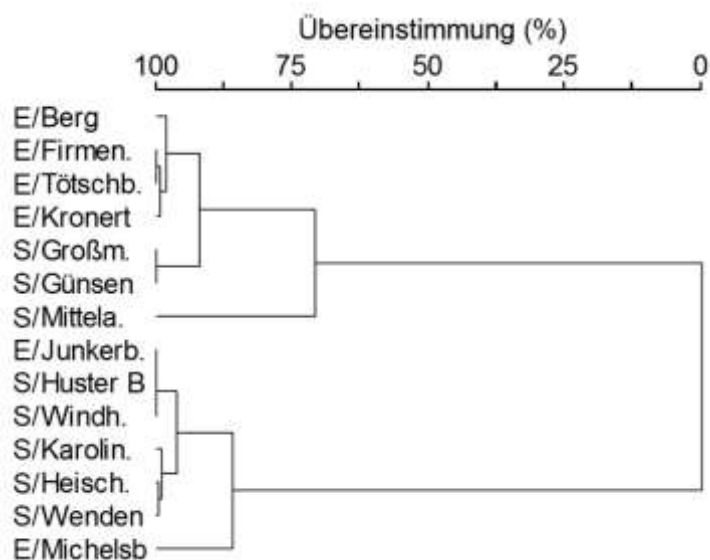 Übereinstimmung (%)
100 75 50 25 0
E/Berg
E/Firmen.
E/Tötschb.
E/Kronert
S/Großm.
S/Günsen
S/Mittela.
E/Junkerb.
S/Huster B
S/Windh.
S/Karolin.
S/Heisch.
S/Wenden
E/Michelsb